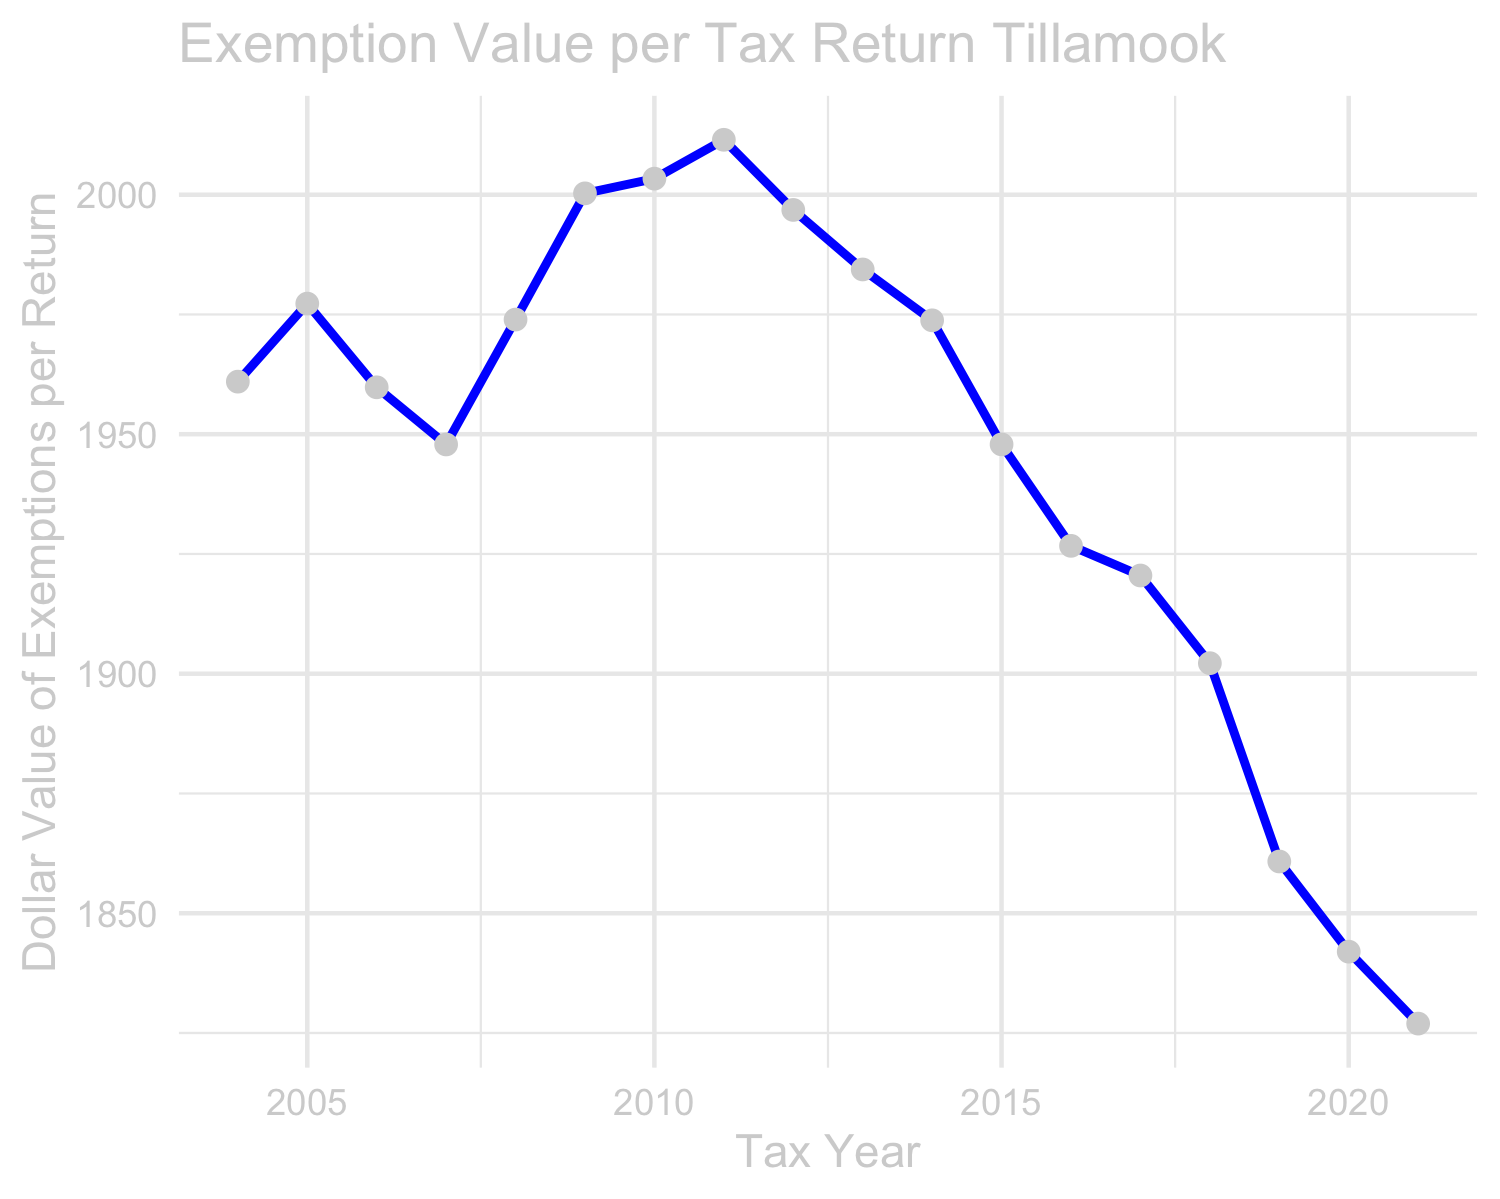 Exemption Value per Tax Return Tillamook
Dollar Value of Exemptions per Return
2000
1950
1900
1850
2005 2010 2015 2020
Tax Year